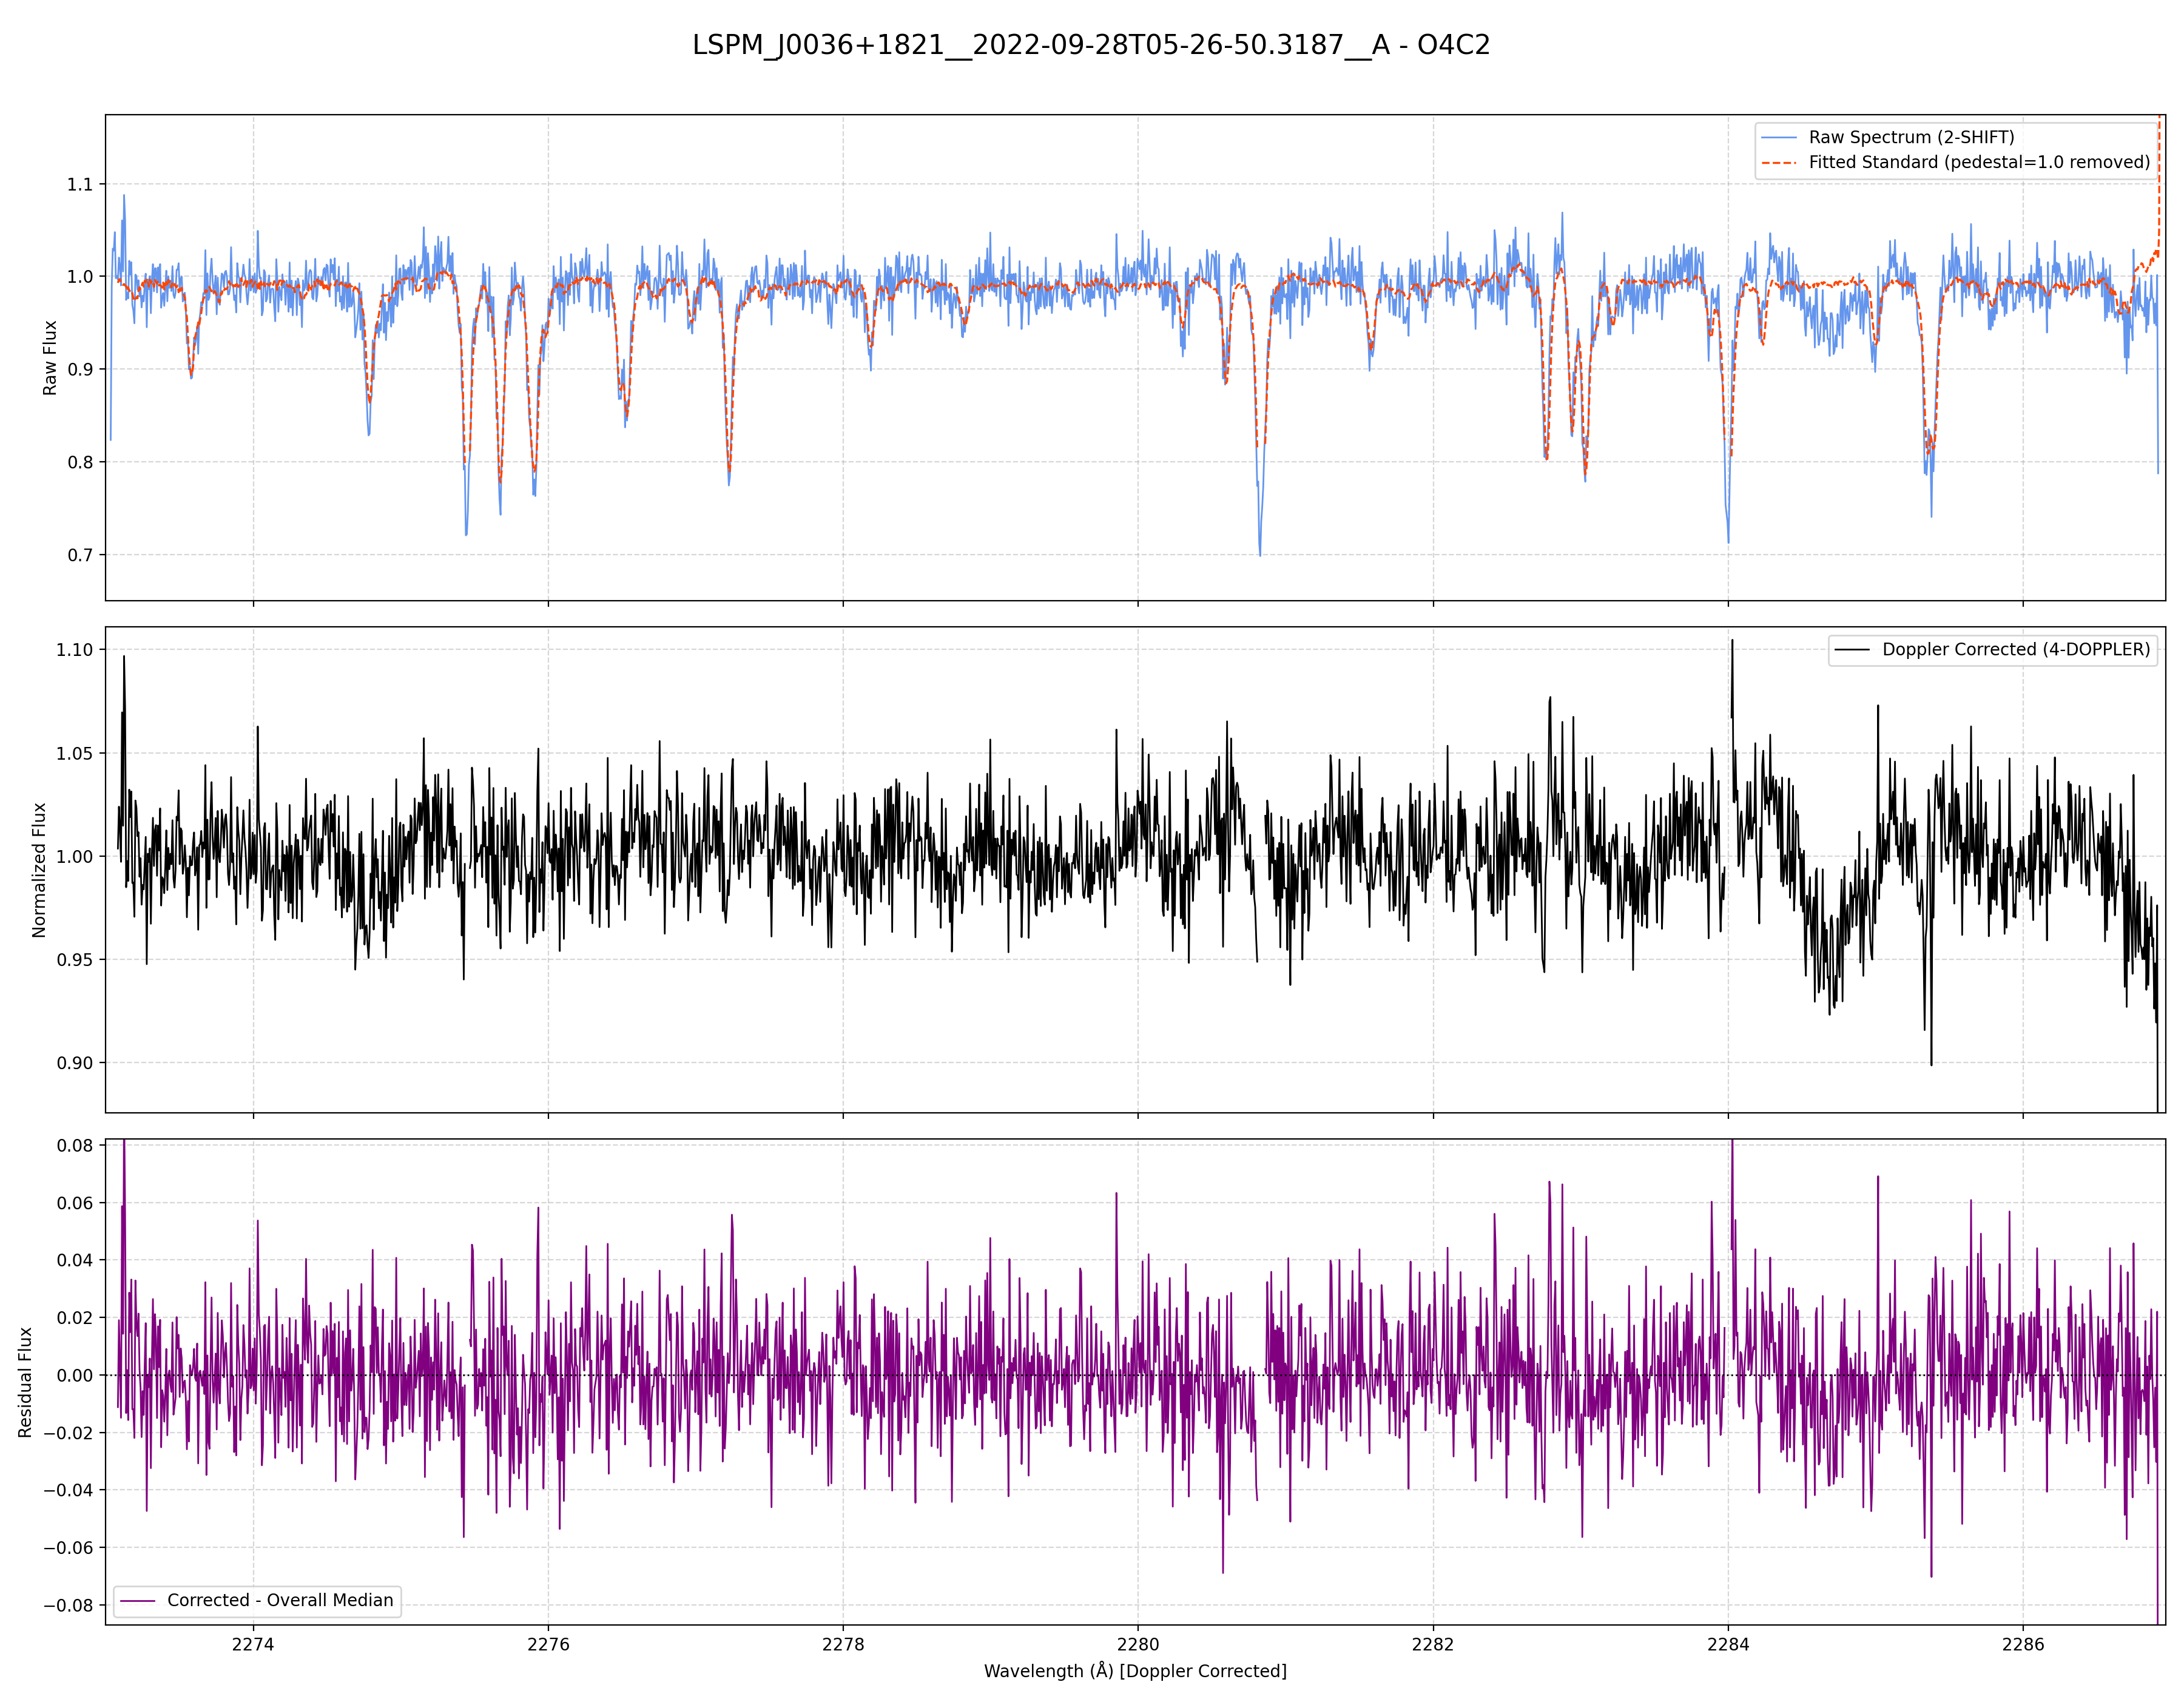 LSPM_J0036+1821__2022-09-28T05-26-50.3187__A - O4C2
Raw Spectrum (2-SHIFT)
Fitted Standard (pedestal=1.0 removed)
Raw Flux
1.1
1.0
0.9
0.8
0.7
Doppler Corrected (4-DOPPLER)
Normalized Flux
1.10
1.05
1.00
0.95
0.90
Residual Flux
0.08
0.06
0.04
0.02
0.00
−0.02
−0.04
−0.06
−0.08
Corrected - Overall Median
2274 2276 2278 2280 2282 2284 2286
Wavelength (Å) [Doppler Corrected]